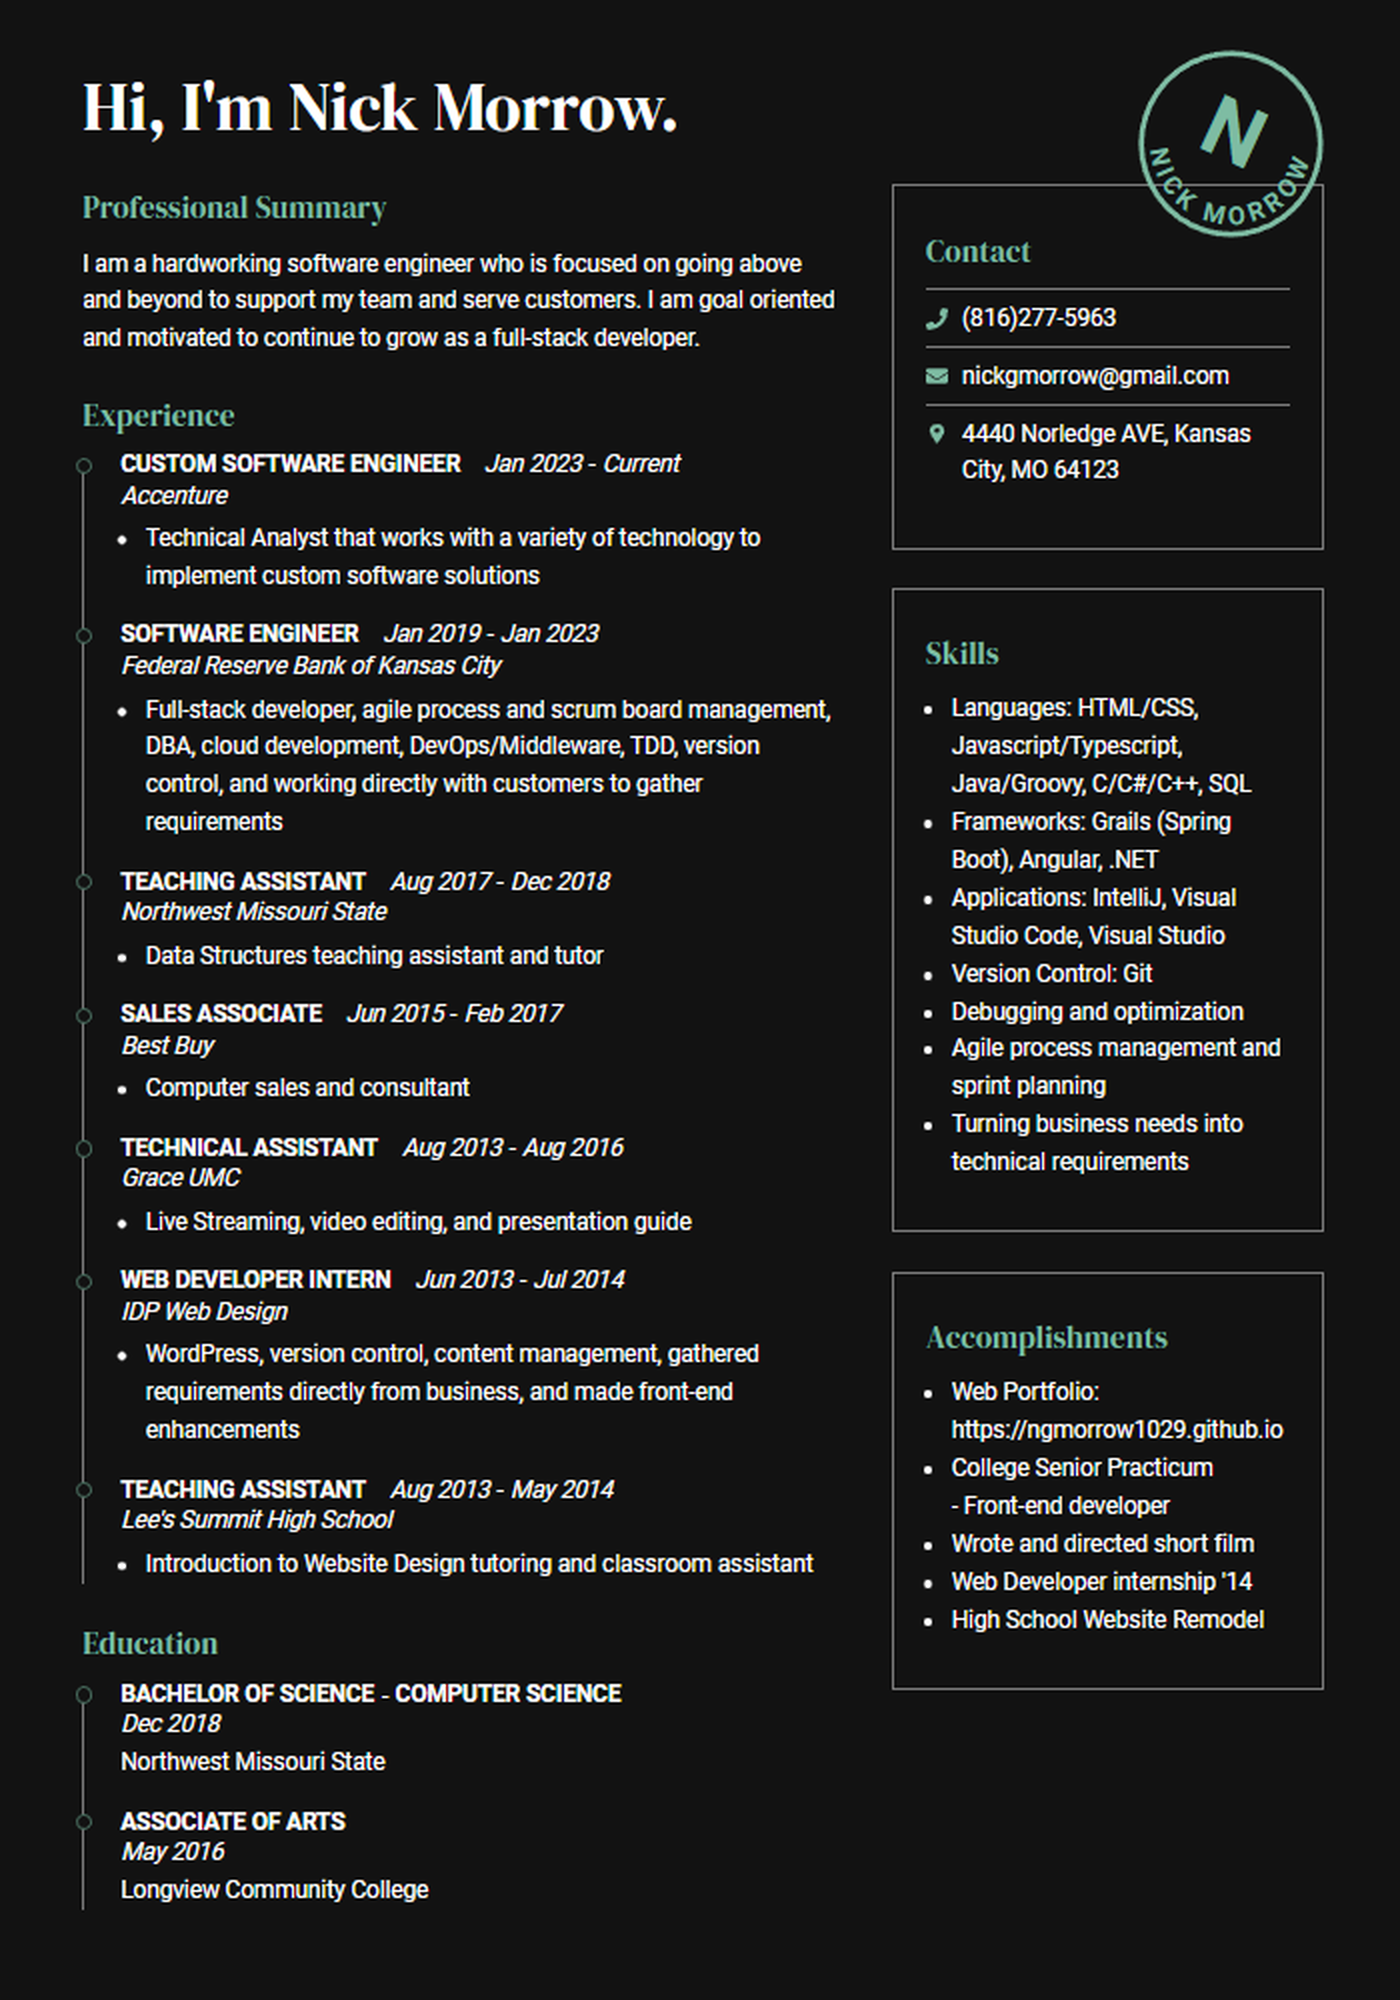 Hi, I'm Nick Morrow.
N
NICK MORROW
Professional Summary
I am a hardworking software engineer who is focused on going above
and beyond to support my team and serve customers. I am goal oriented
and motivated to continue to grow as a full-stack developer.
Experience
CUSTOM SOFTWARE ENGINEER Jan 2023 - Current
Accenture
• Technical Analyst that works with a variety of technology to
implement custom software solutions
SOFTWARE ENGINEER Jan 2019 - Jan 2023
Federal Reserve Bank of Kansas City
• Full-stack developer, agile process and scrum board management,
DBA, cloud development, DevOps/Middleware, TDD, version
control, and working directly with customers to gather
requirements
TEACHING ASSISTANT Aug 2017 - Dec 2018
Northwest Missouri State
• Data Structures teaching assistant and tutor
SALES ASSOCIATE Jun 2015 - Feb 2017
Best Buy
• Computer sales and consultant
TECHNICAL ASSISTANT Aug 2013 - Aug 2016
Grace UMC
• Live Streaming, video editing, and presentation guide
WEB DEVELOPER INTERN Jun 2013 - Jul 2014
IDP Web Design
• WordPress, version control, content management, gathered
requirements directly from business, and made front-end
enhancements
TEACHING ASSISTANT Aug 2013 - May 2014
Lee's Summit High School
• Introduction to Website Design tutoring and classroom assistant
Education
BACHELOR OF SCIENCE - COMPUTER SCIENCE
Dec 2018
Northwest Missouri State
ASSOCIATE OF ARTS
May 2016
Longview Community College
Contact
(816)277-5963
nickgmorrow@gmail.com
4440 Norledge AVE, Kansas
City, MO 64123
Skills
• Languages: HTML/CSS,
Javascript/Typescript,
Java/Groovy, C/C#/C++, SQL
• Frameworks: Grails (Spring
Boot), Angular, .NET
• Applications: IntelliJ, Visual
Studio Code, Visual Studio
• Version Control: Git
• Debugging and optimization
• Agile process management and
sprint planning
• Turning business needs into
technical requirements
Accomplishments
• Web Portfolio:
https://ngmorrow1029.github.io
• College Senior Practicum
- Front-end developer
• Wrote and directed short film
• Web Developer internship '14
• High School Website Remodel